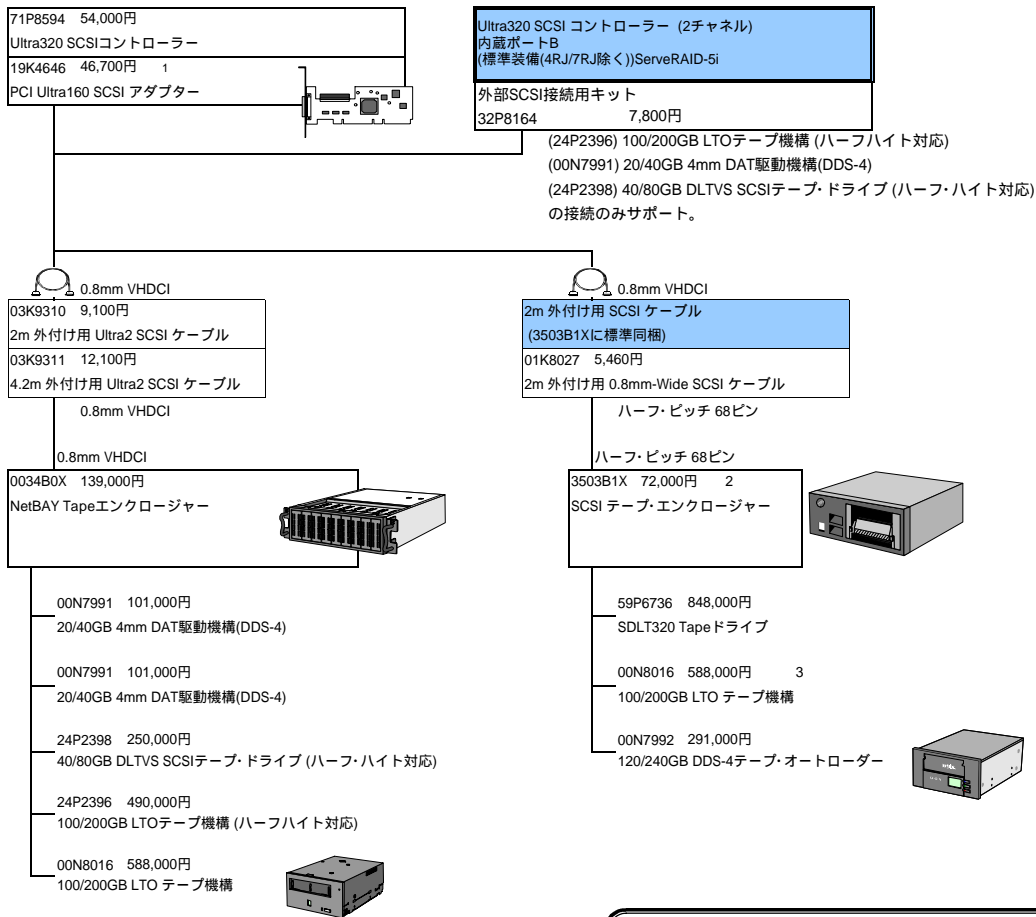 71P8594 54,000円
Ultra320 SCSIコントローラー
19K4646 46,700円 1
PCI Ultra160 SCSI アダプター
Ultra320 SCSI コントローラー (2チャネル)
内蔵ポートB
(標準装備(4RJ/7RJ除く))ServeRAID-5i
外部SCSI接続用キット
32P8164 7,800円
(24P2396) 100/200GB LTOテープ機構 (ハーフハイト対応)
(00N7991) 20/40GB 4mm DAT駆動機構(DDS-4)
(24P2398) 40/80GB DLTVS SCSIテープ・ドライブ (ハーフ・ハイト対応)
の接続のみサポート。
0.8mm VHDCI
03K9310 9,100円
2m 外付け用 Ultra2 SCSI ケーブル
03K9311 12,100円
4.2m 外付け用 Ultra2 SCSI ケーブル
0.8mm VHDCI
0.8mm VHDCI
0034B0X 139,000円
NetBAY Tapeエンクロージャー
00N7991 101,000円
20/40GB 4mm DAT駆動機構(DDS-4)
00N7991 101,000円
20/40GB 4mm DAT駆動機構(DDS-4)
24P2398 250,000円
40/80GB DLTVS SCSIテープ・ドライブ (ハーフ・ハイト対応)
24P2396 490,000円
100/200GB LTOテープ機構 (ハーフハイト対応)
00N8016 588,000円
100/200GB LTO テープ機構
0.8mm VHDCI
2m 外付け用 SCSI ケーブル
(3503B1Xに標準同梱)
01K8027 5,460円
2m 外付け用 0.8mm-Wide SCSI ケーブル
ハーフ・ピッチ 68ピン
ハーフ・ピッチ 68ピン
3503B1X 72,000円 2
SCSI テープ・エンクロージャー
59P6736 848,000円
SDLT320 Tapeドライブ
00N8016 588,000円 3
100/200GB LTO テープ機構
00N7992 291,000円
120/240GB DDS-4テープ・オートローダー